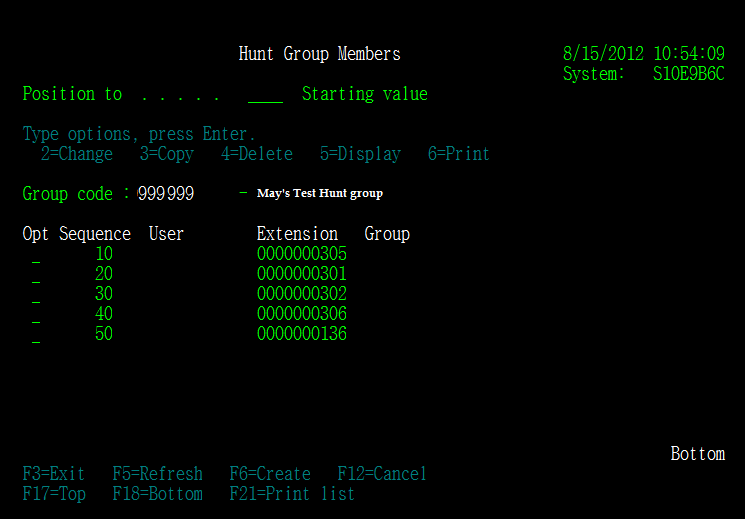 Hunt Group Members 8/15/2012 10:54:09
System: S10E9B6C
Position to . . . . . ____ Starting value
Type options, press Enter.
2=Change 3=Copy 4=Delete 5=Display 6=Print
Group code : 999999 - May's Test Hunt group
Opt Sequence User Extension Group
_ 10 0000000305
_ 20 0000000301
_ 30 0000000302
_ 40 0000000306
_ 50 0000000136
Bottom
F3=Exit F5=Refresh F6=Create F12=Cancel
F17=Top F18=Bottom F21=Print list